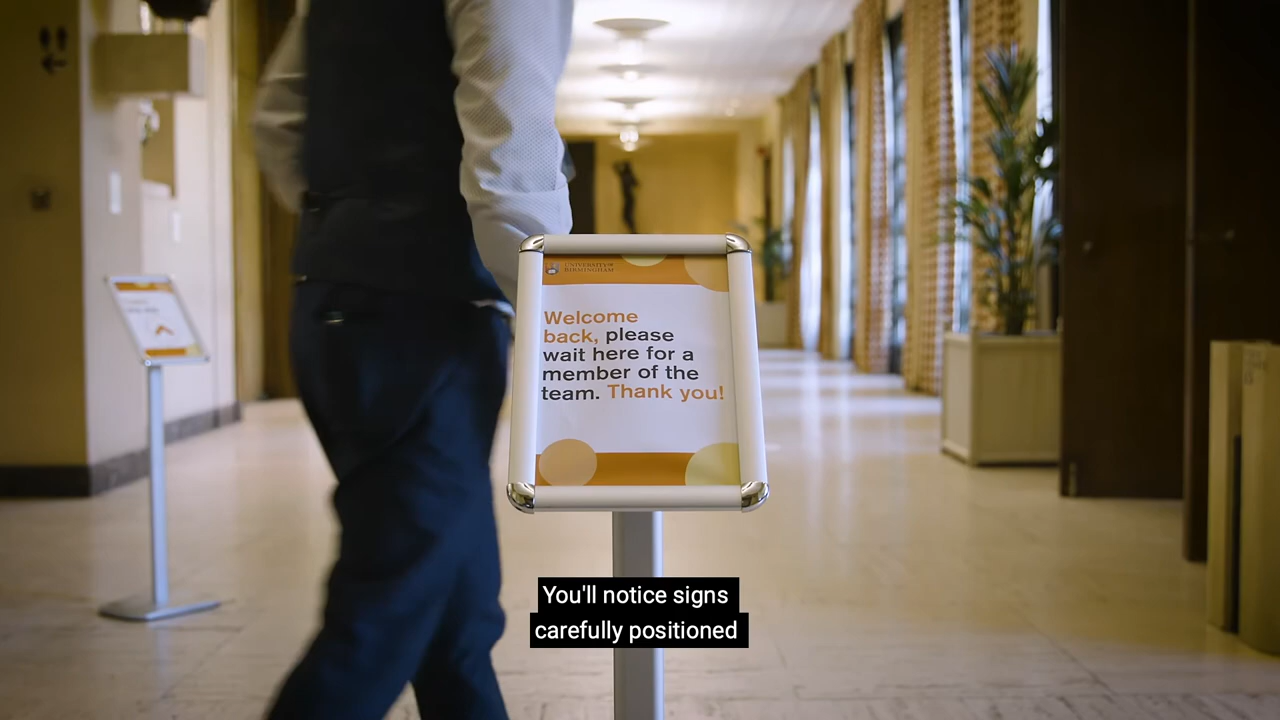 UNIVERSITY OF
BIRMINGHAM
Welcome
back, please
wait here for a
member of the
team. Thank you!
You'll notice signs
carefully positioned